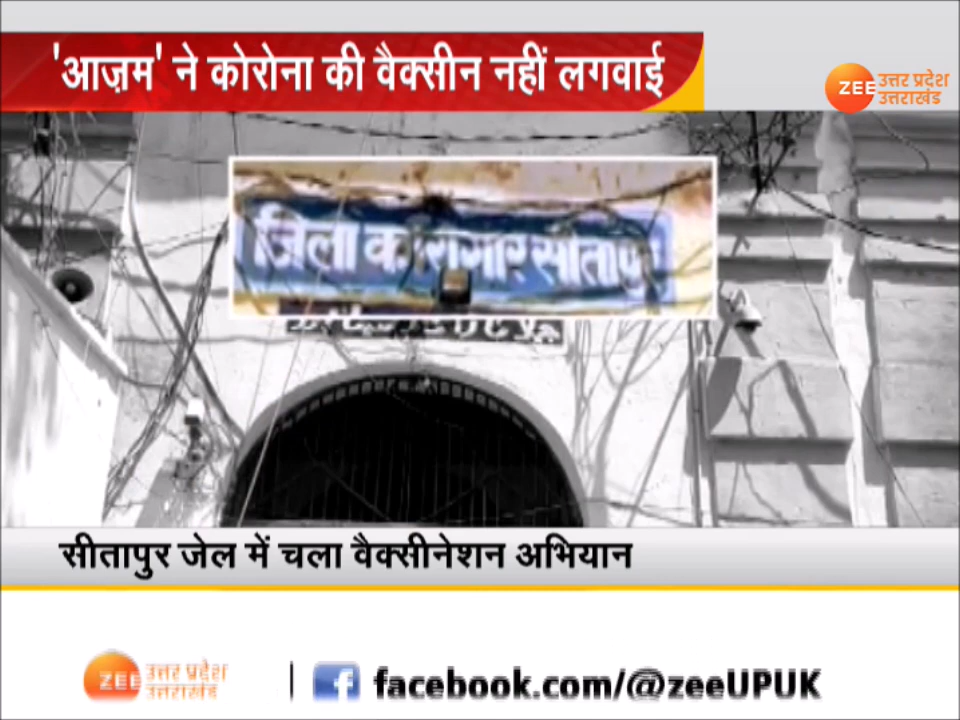 'आज़म' ने कोरोना की वैक्सीन नहीं लगवाई
ZEE उत्तर प्रदेश
उत्तराखंड
जिला कारागार सीतापुर
सीतापुर जेल में चला वैक्सीनेशन अभियान
ZEE उत्तर प्रदेश
उत्तराखंड
f facebook.com/@zeeUPUK